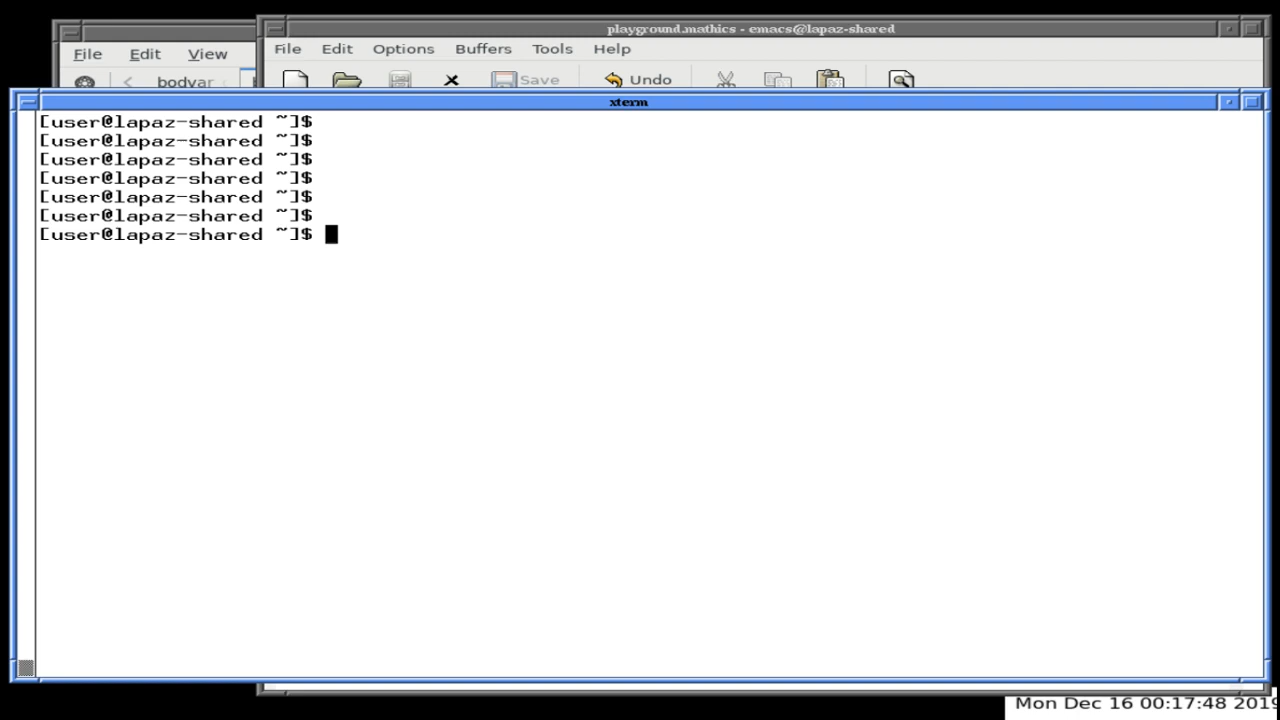 playground.mathics - emacs@lapaz-shared
File Edit View
File Edit Options Buffers Tools Help
bodvar
Save Undo
xterm
[user@lapaz-shared ~]$
[user@lapaz-shared ~]$
[user@lapaz-shared ~]$
[user@lapaz-shared ~]$
[user@lapaz-shared ~]$
[user@lapaz-shared ~]$
[user@lapaz-shared ~]$
Mon Dec 16 00:17:48 2019